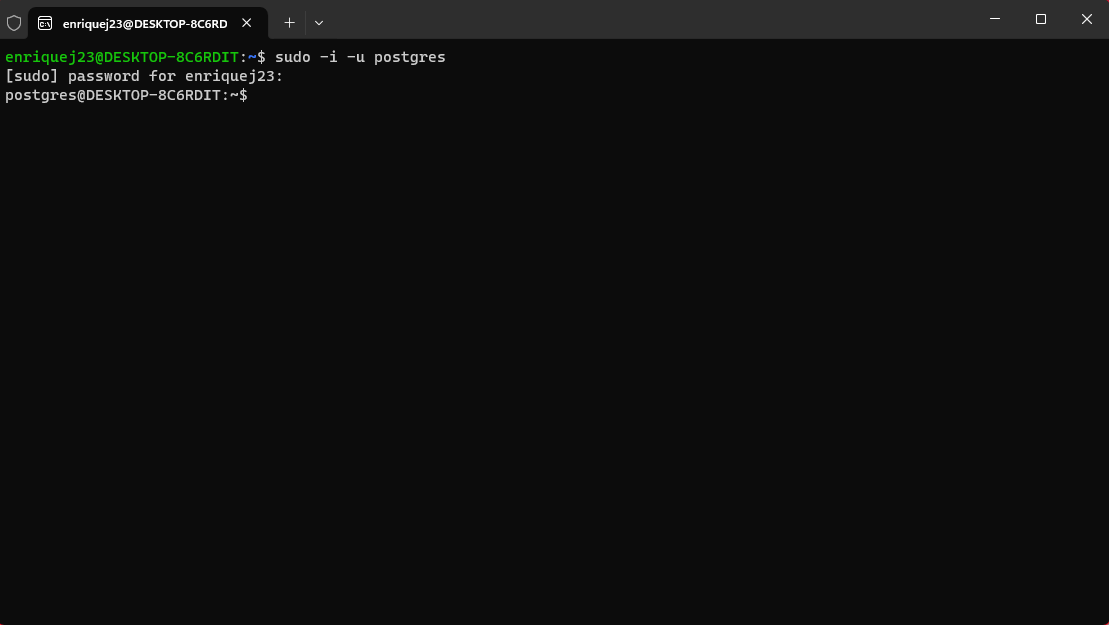 enriquej23@DESKTOP-8C6RD
enriquej23@DESKTOP-8C6RDIT:~$ sudo -i -u postgres
[sudo] password for enriquej23:
postgres@DESKTOP-8C6RDIT:~$